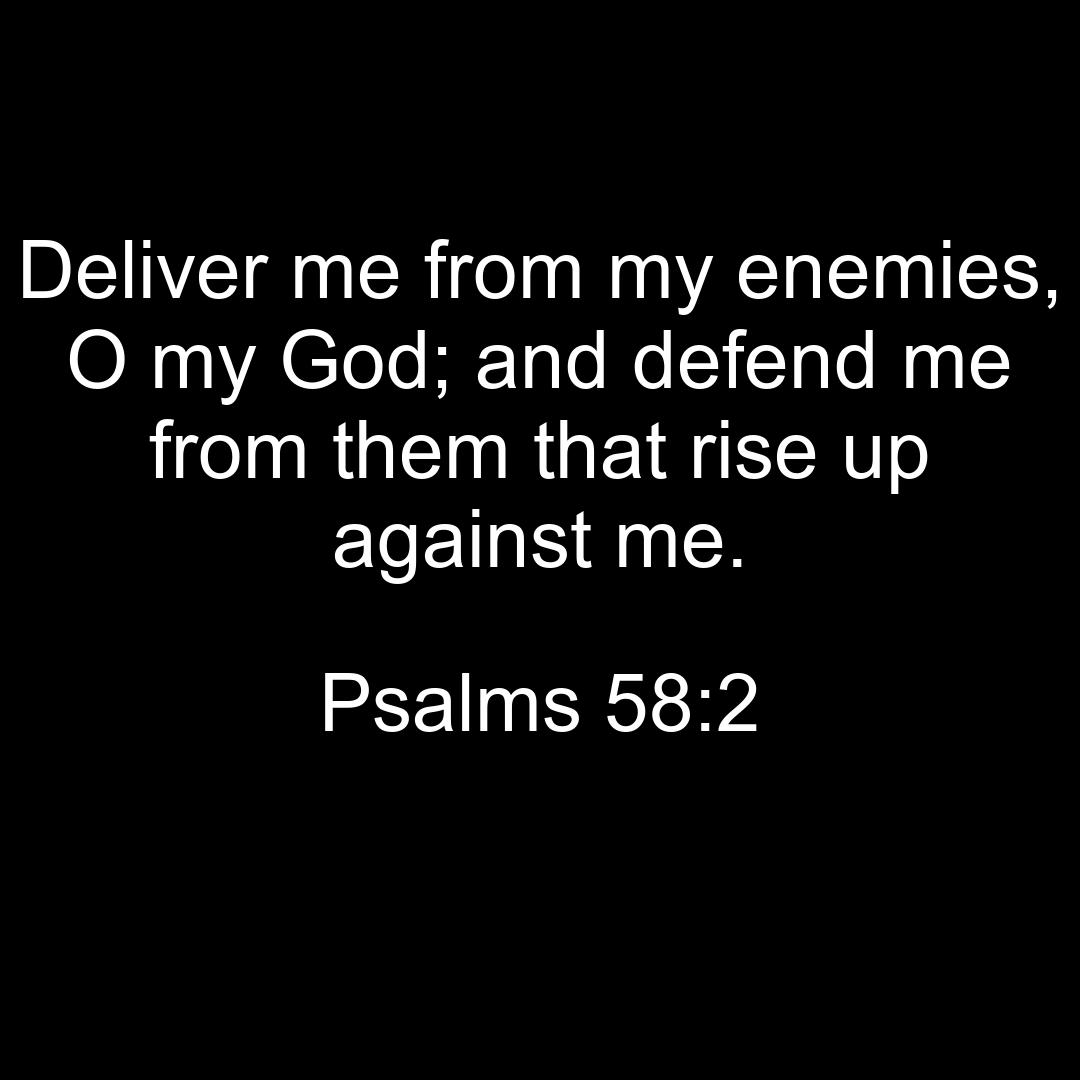 Deliver me from my enemies,
O my God; and defend me
from them that rise up
against me.
Psalms 58:2